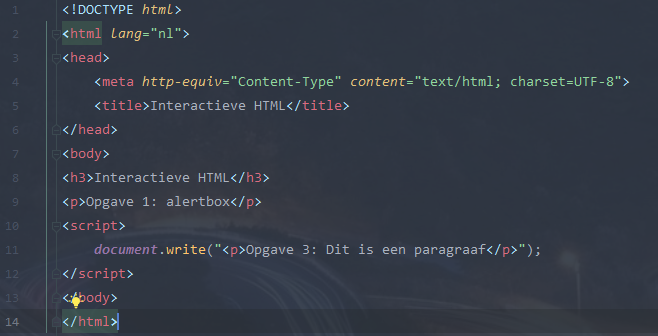 1 <!DOCTYPE html>
2 <html lang="nl">
3 <head>
4 <meta http-equiv="Content-Type" content="text/html; charset=UTF-8">
5 <title>Interactieve HTML</title>
6 </head>
7 <body>
8 <h3>Interactieve HTML</h3>
9 <p>Opgave 1: alertbox</p>
10 <script>
11 document.write("<p>Opgave 3: Dit is een paragraaf</p>");
12 </script>
13 </body>
14 </html>